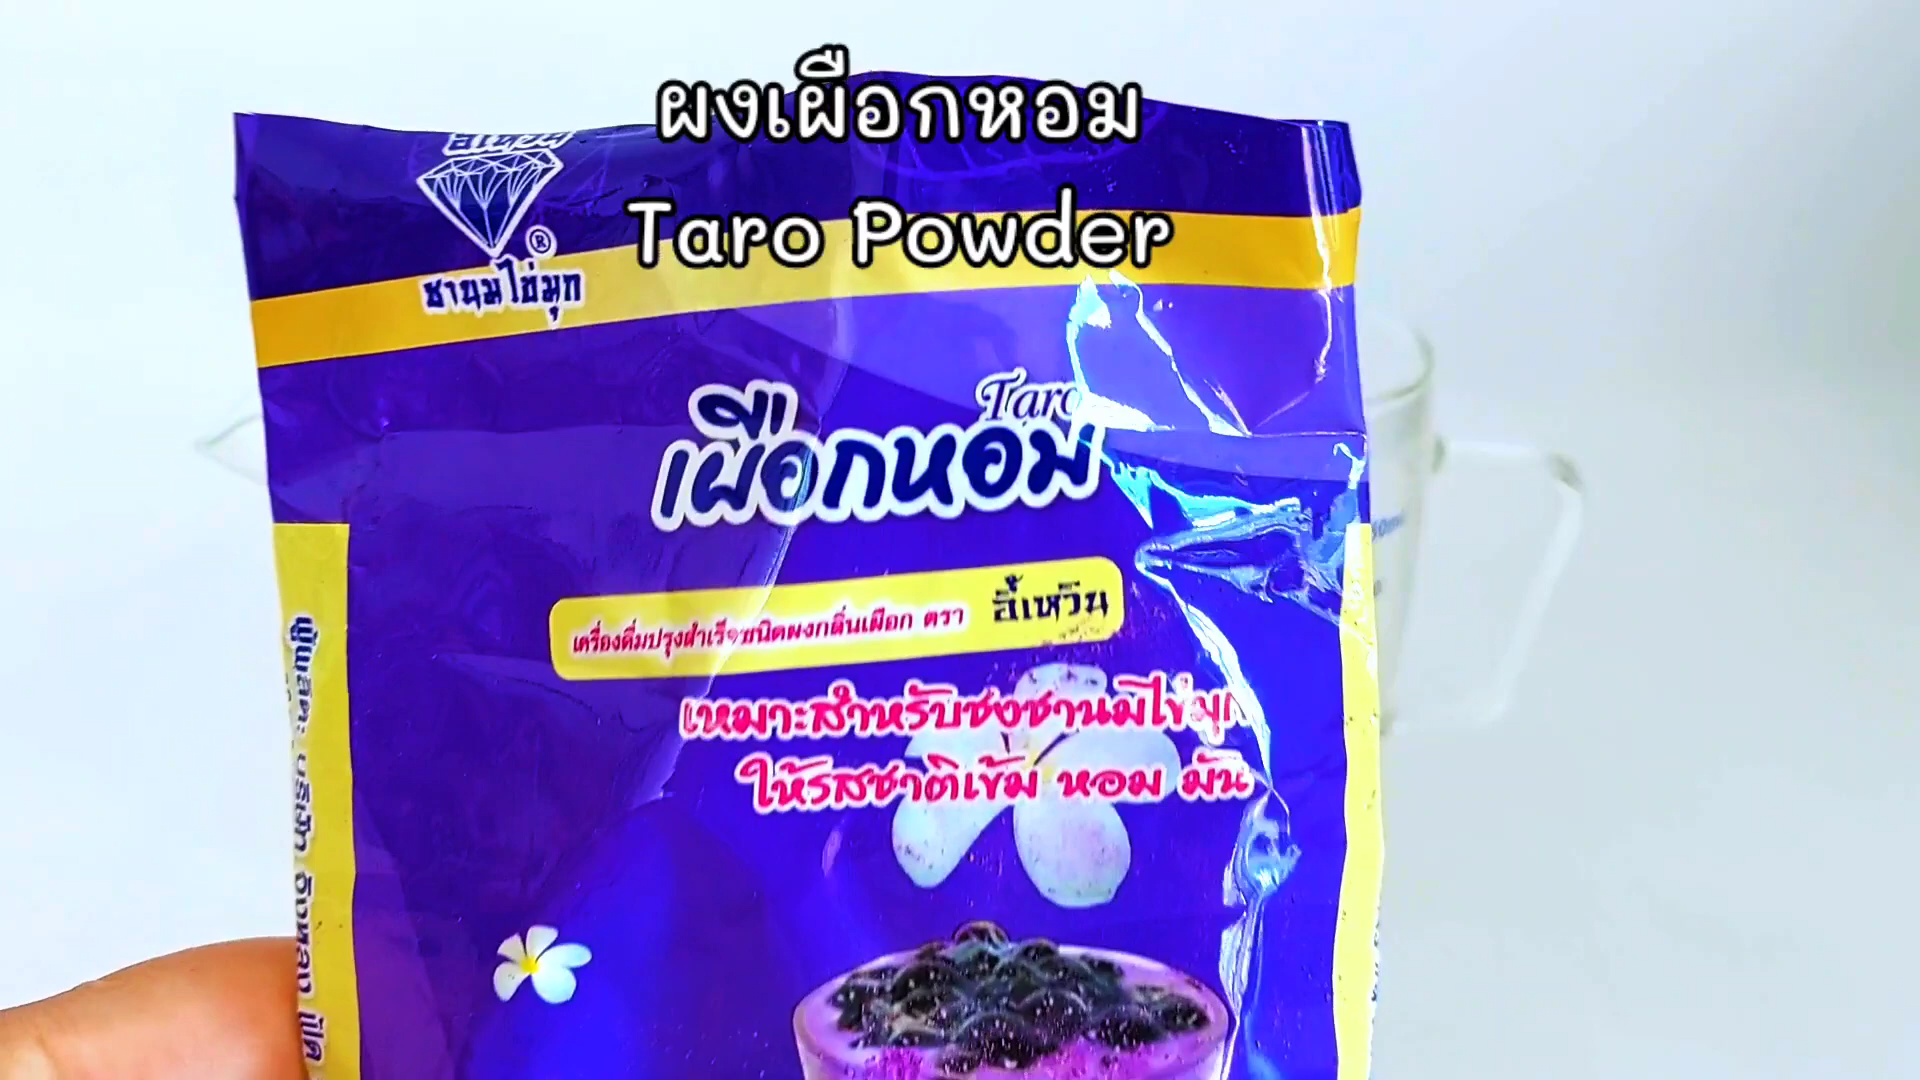 ผงเผือกหอม
Taro Powder
®
ชานมไข่มุก
Taro
เผือกหอม
เครื่องดื่มปรุงสำเร็จชนิดผงกลิ่นเผือก ตรา อี้เหวิน
เหมาะสำหรับชงชานมไข่มุก
ให้รสชาติเข้ม หอม มัน